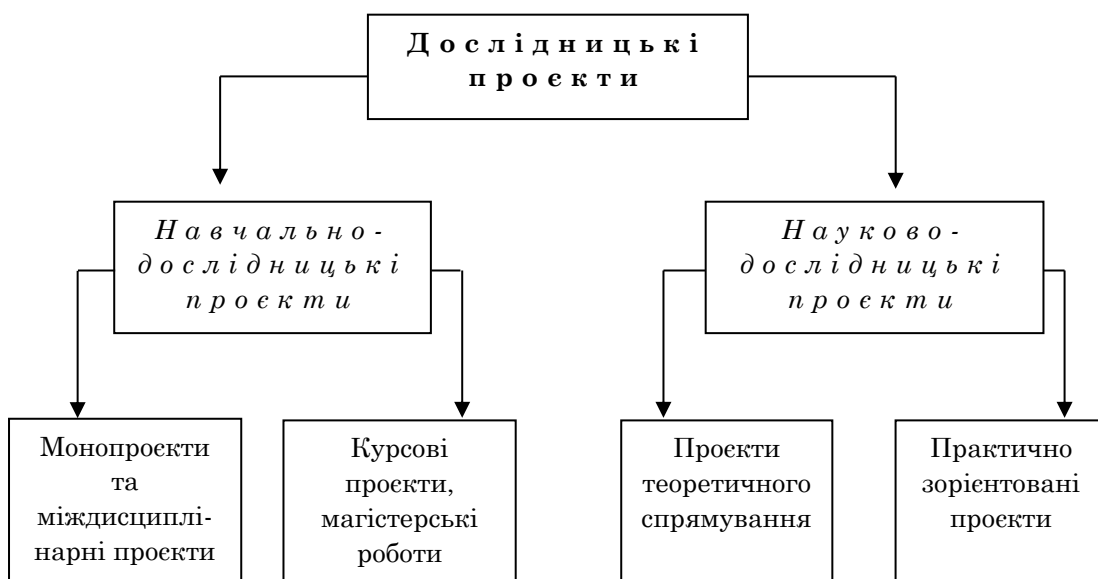 Дослідницькі
проєкти
Навчально-
дослідницькі
проєкти
Науково-
дослідницькі
проєкти
Монопроєкти
та
міждисциплі-
нарні проєкти
Курсові
проєкти,
магістерські
роботи
Проєкти
теоретичного
спрямування
Практично
зорієнтовані
проєкти